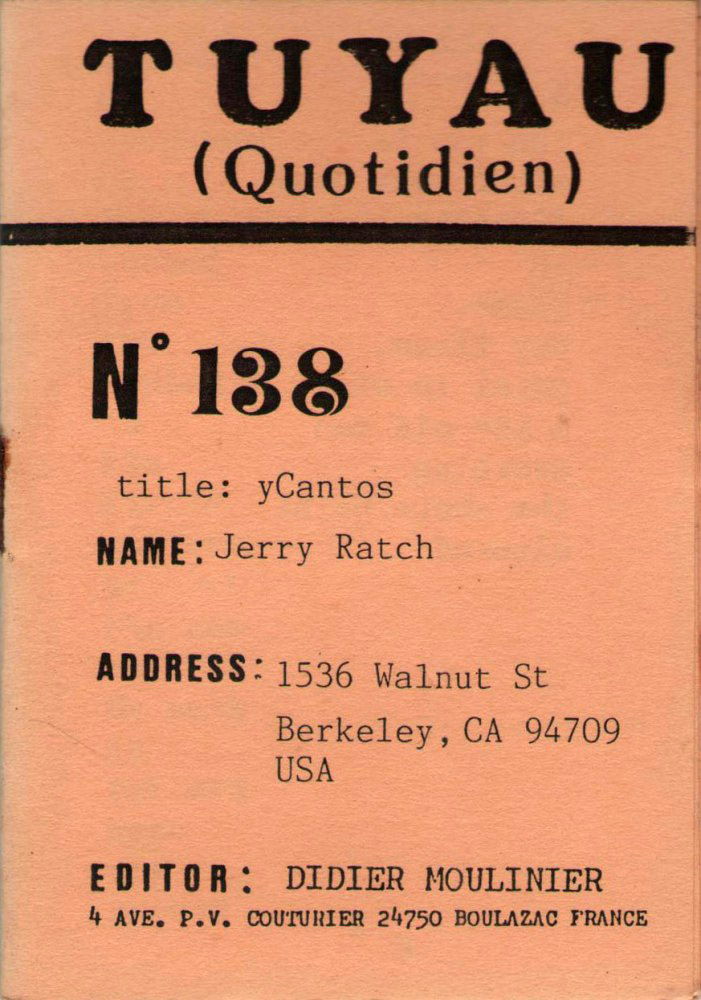 TUYAU
(Quotidien)
N° 138
title: yCantos
NAME: Jerry Ratch
ADDRESS: 1536 Walnut St
Berkeley, CA 94709
USA
EDITOR: DIDIER MOULINIER
4 AVE. P.V. COUTURIER 24750 BOULAZAC FRANCE